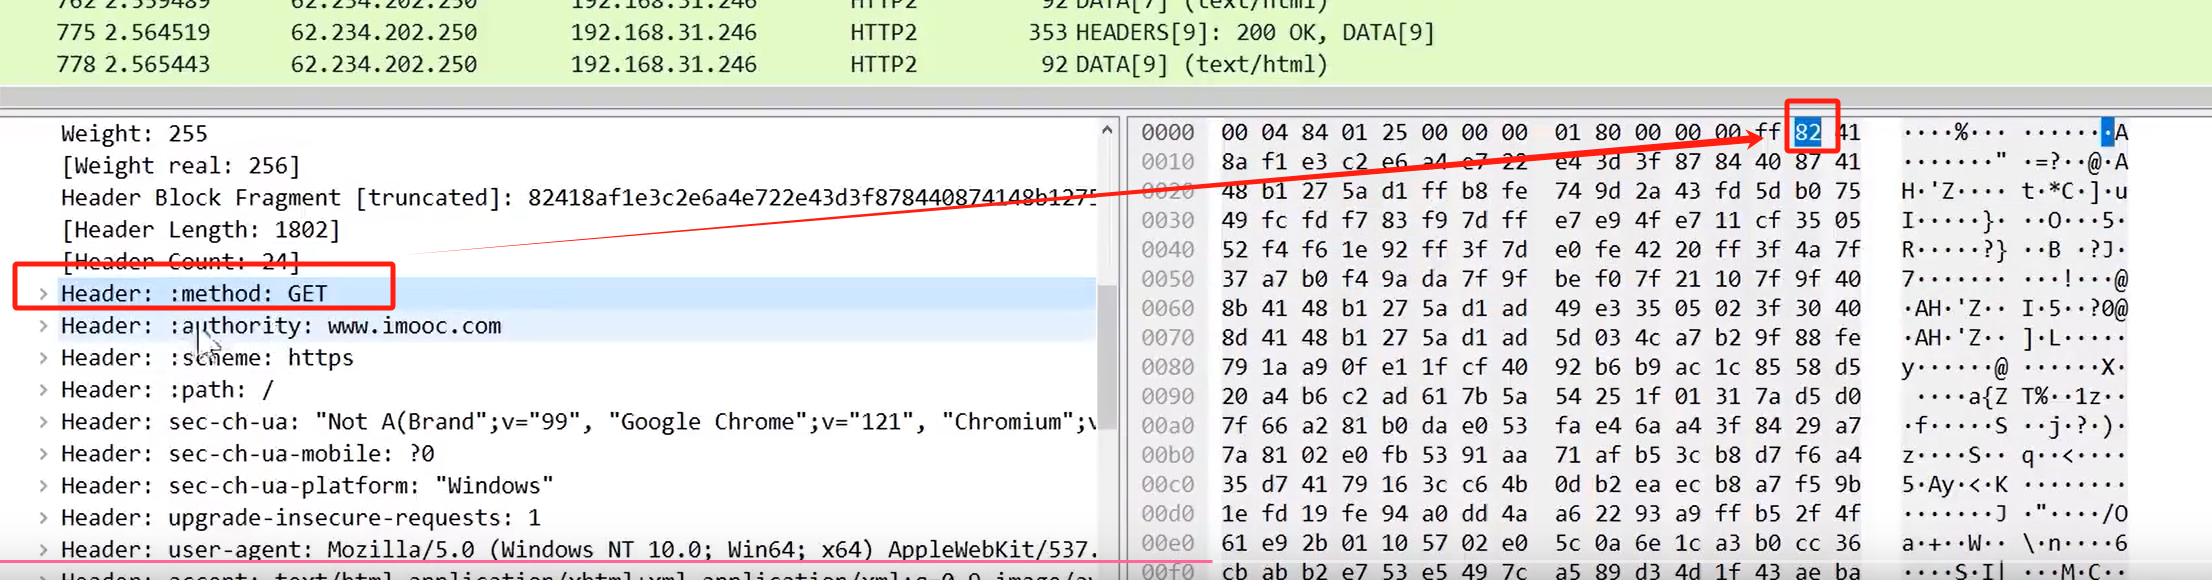 762 2.559489 62.234.202.250 192.168.31.246 HTTP2 92 DATA[7] (text/html)
775 2.564519 62.234.202.250 192.168.31.246 HTTP2 353 HEADERS[9]: 200 OK, DATA[9]
778 2.565443 62.234.202.250 192.168.31.246 HTTP2 92 DATA[9] (text/html)
Weight: 255
[Weight real: 256]
Header Block Fragment [truncated]: 82418af1e3c2e6a4e722e43d3f878440874148b1275
[Header Length: 1802]
[Header Count: 24]
Header: :method: GET
Header: :authority: www.imooc.com
Header: :scheme: https
Header: :path: /
Header: sec-ch-ua: "Not A(Brand";v="99", "Google Chrome";v="121", "Chromium";v
Header: sec-ch-ua-mobile: ?0
Header: sec-ch-ua-platform: "Windows"
Header: upgrade-insecure-requests: 1
Header: user-agent: Mozilla/5.0 (Windows NT 10.0; Win64; x64) AppleWebKit/537.
0000 00 04 84 01 25 00 00 00 01 80 00 00 00 ff 82 41 ····%··· ·······A
0010 8a f1 e3 c2 e6 a4 e7 22 e4 3d 3f 87 84 40 87 41 ·······" ·=?··@·A
0020 48 b1 27 5a d1 ff b8 fe 74 9d 2a 43 fd 5d b0 75 H·'Z···· t·*C·]·u
0030 49 fc fd f7 83 f9 7d ff e7 e9 4f e7 11 cf 35 05 I·····}· ··O···5·
0040 52 f4 f6 1e 92 ff 3f 7d e0 fe 42 20 ff 3f 4a 7f R·····?} ··B ·?J·
0050 37 a7 b0 f4 9a da 7f 9f be f0 7f 21 10 7f 9f 40 7······· ···!···@
0060 8b 41 48 b1 27 5a d1 ad 49 e3 35 05 02 3f 30 40 ·AH·'Z·· I·5··?0@
0070 8d 41 48 b1 27 5a d1 ad 5d 03 4c a7 b2 9f 88 fe ·AH·'Z·· ]·L·····
0080 79 1a a9 0f e1 1f cf 40 92 b6 b9 ac 1c 85 58 d5 y······@ ······X·
0090 20 a4 b6 c2 ad 61 7b 5a 54 25 1f 01 31 7a d5 d0 ····a{Z T%··1z··
00a0 7f 66 a2 81 b0 da e0 53 fa e4 6a a4 3f 84 29 a7 ·f·····S ··j·?·)·
00b0 7a 81 02 e0 fb 53 91 aa 71 af b5 3c b8 d7 f6 a4 z····S·· q··<····
00c0 35 d7 41 79 16 3c c6 4b 0d b2 ea ec b8 a7 f5 9b 5·Ay·<·K ········
00d0 1e fd 19 fe 94 a0 dd 4a a6 22 93 a9 ff b5 2f 4f ·······J ·"····/O
00e0 61 e9 2b 01 10 57 02 e0 5c 0a 6e 1c a3 b0 cc 36 a·+··W·· \·n····6
00f0 cb ab b2 e7 53 e5 49 7c a5 89 d3 4d 1f 43 ae ba ····S·I| ···M·C··